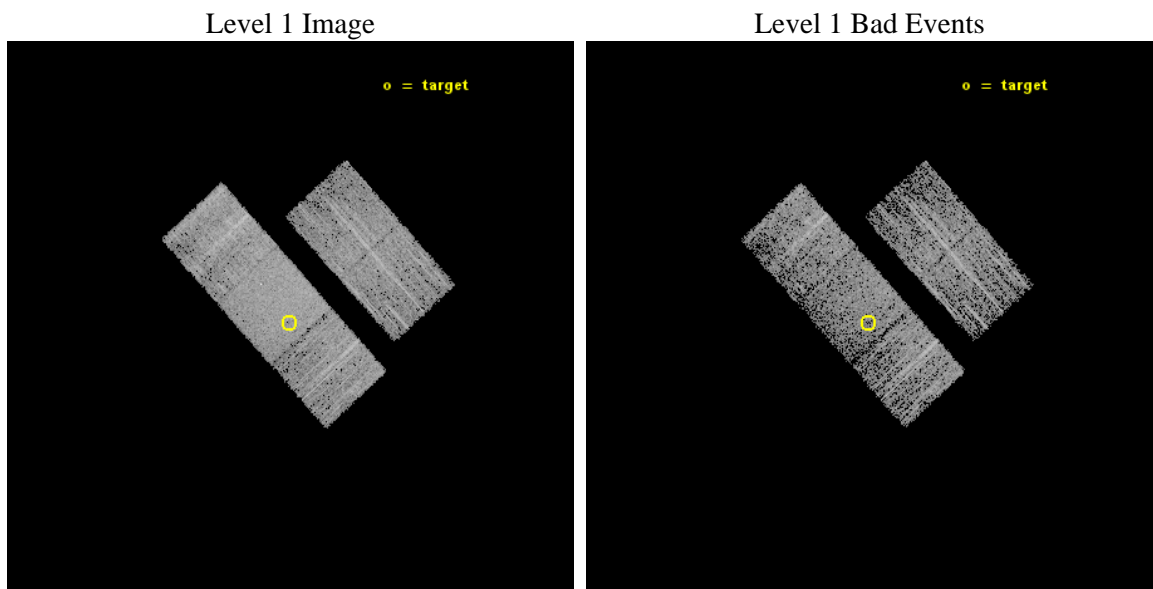 Level 1 Image
Level 1 Bad Events
o = target
o = target